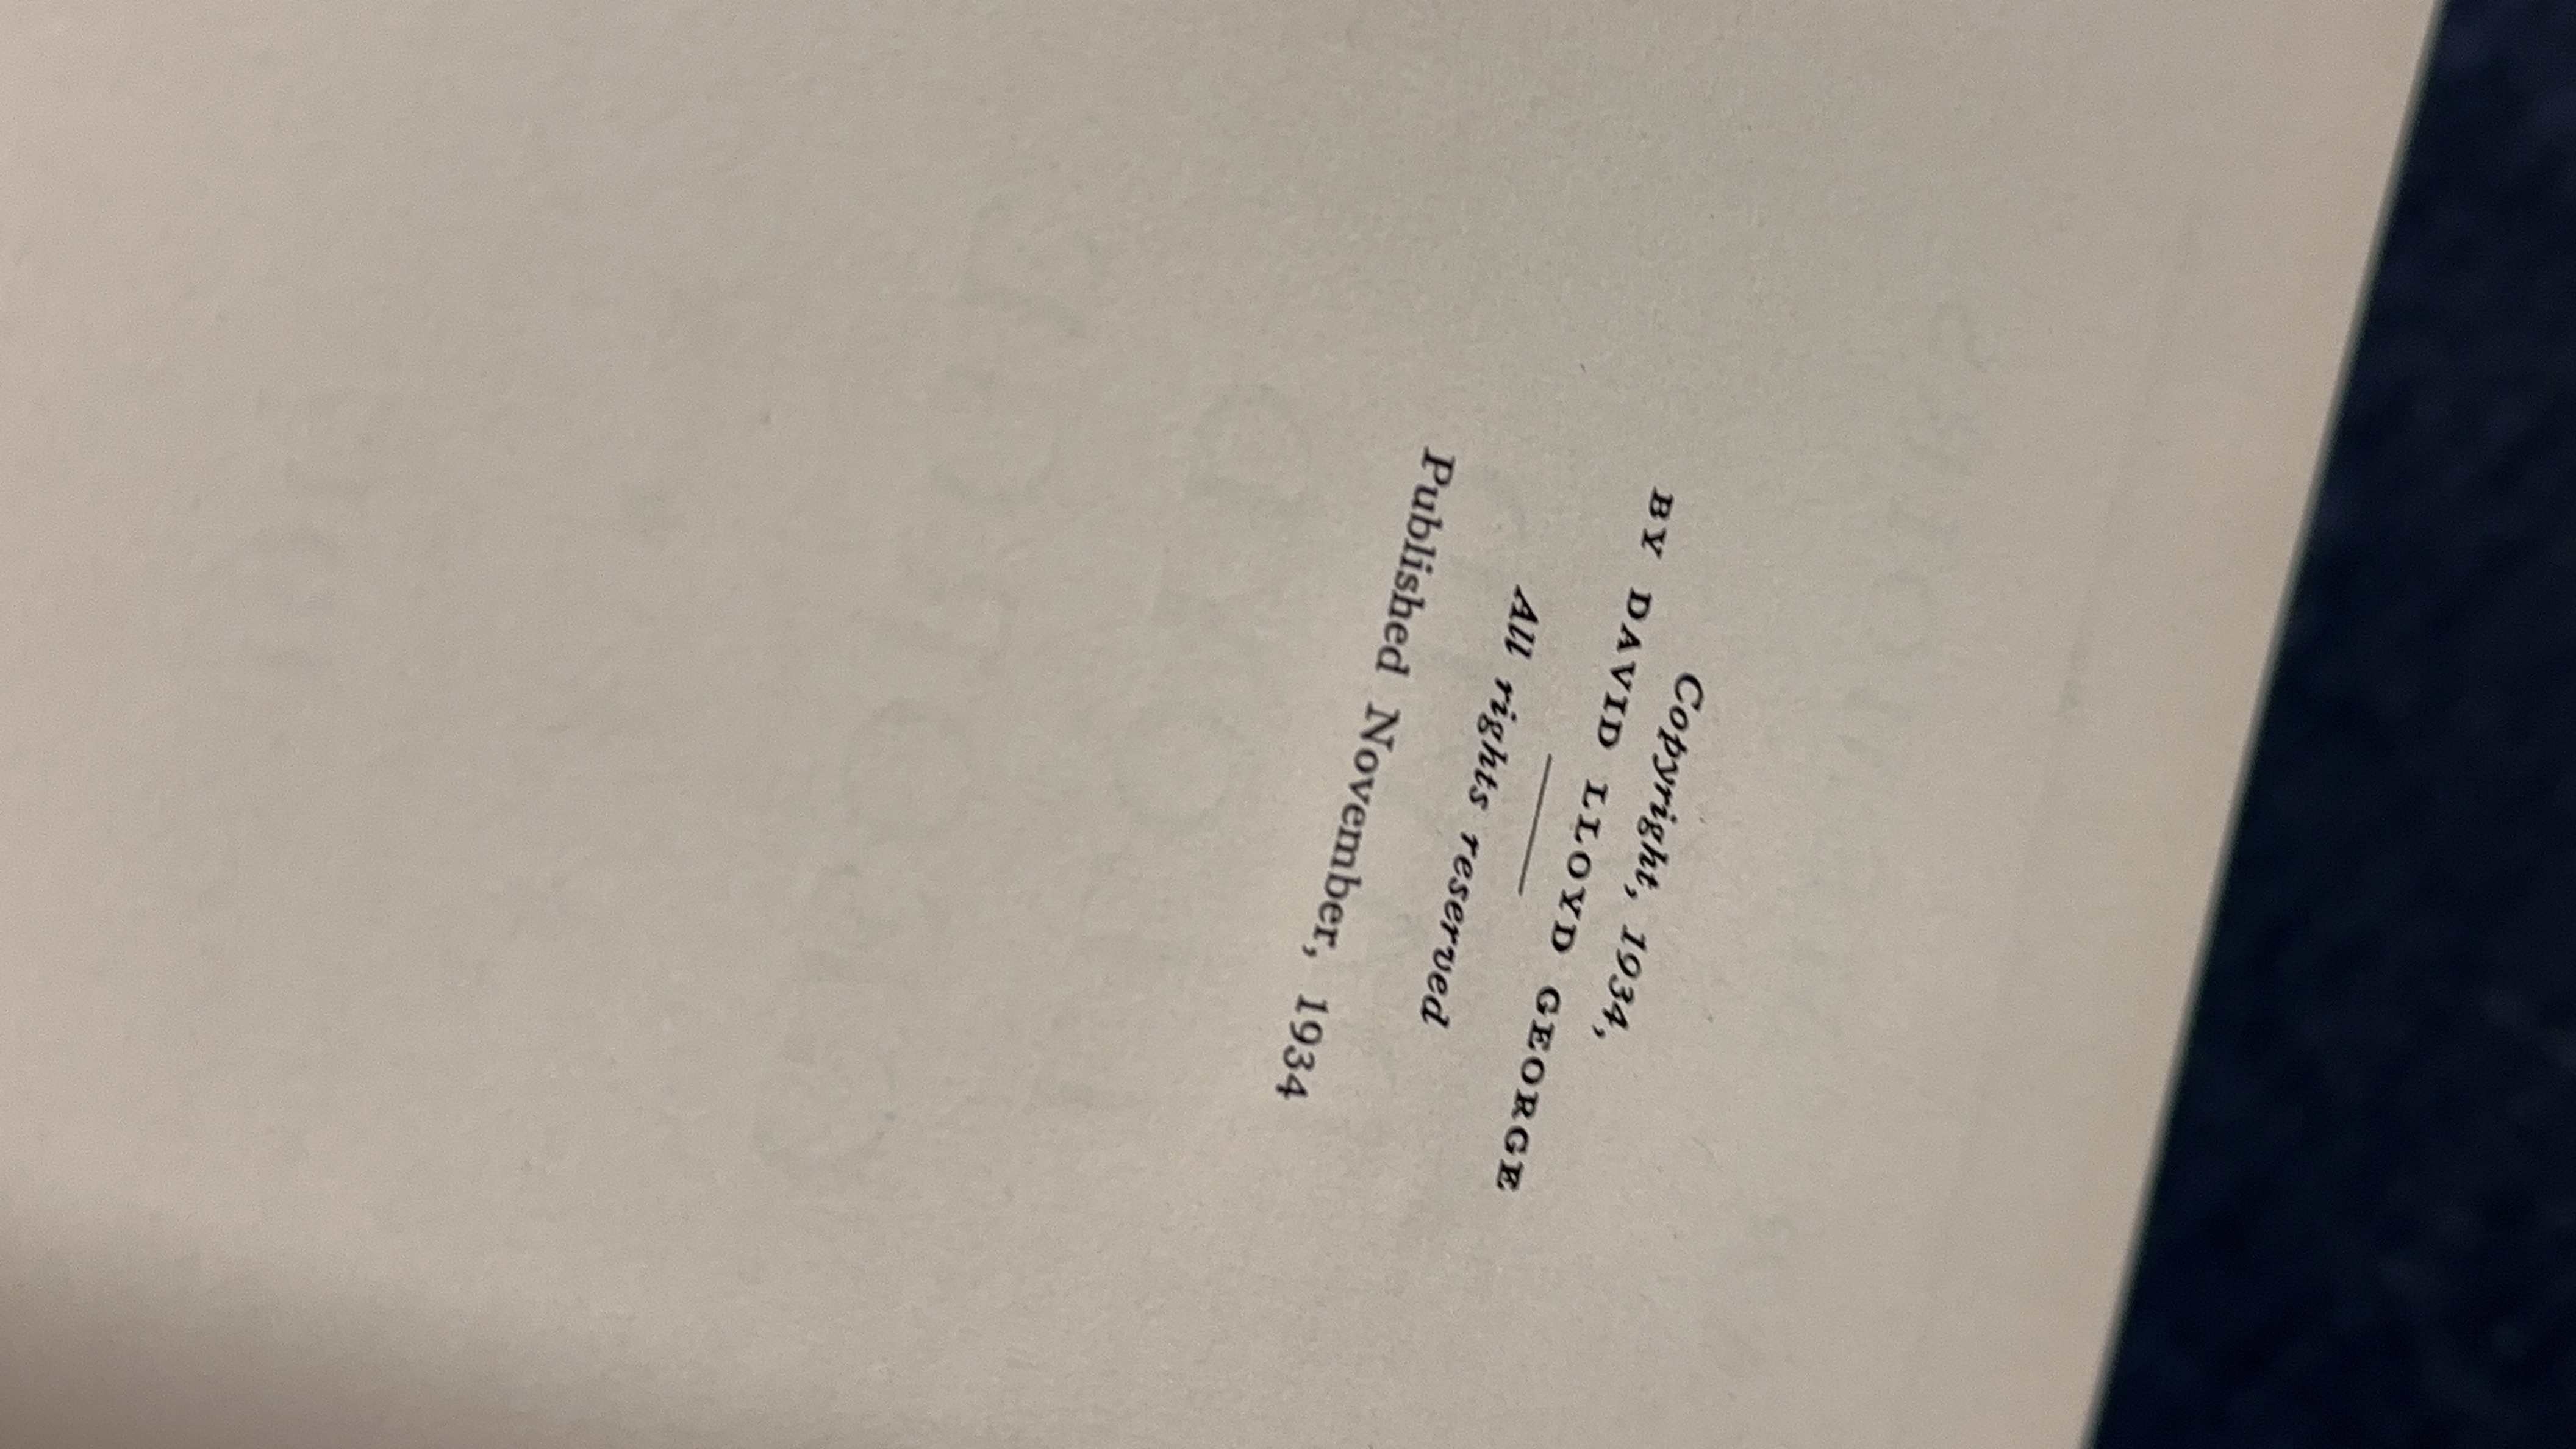 Copyright, 1934,
BY DAVID LLOYD GEORGE
All rights reserved
Published November, 1934